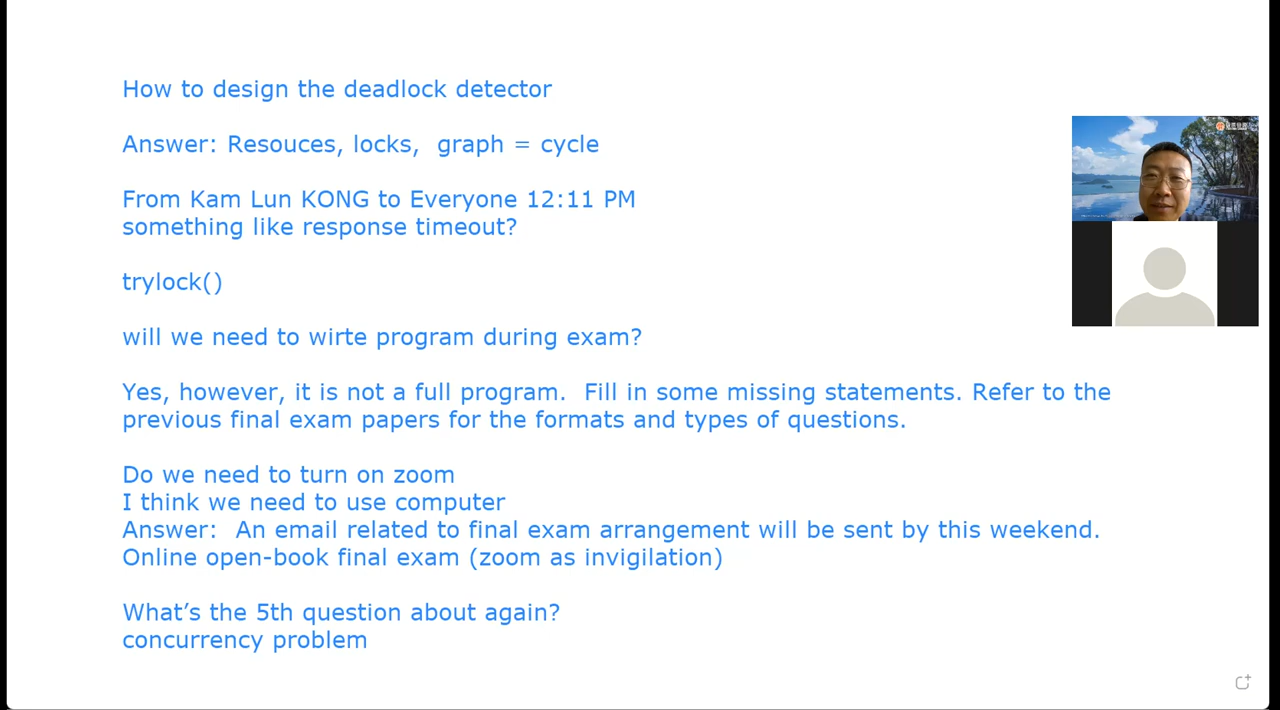 How to design the deadlock detector
Answer: Resouces, locks,  graph = cycle
From Kam Lun KONG to Everyone 12:11 PM
something like response timeout?
trylock()
will we need to wirte program during exam?
Yes, however, it is not a full program.  Fill in some missing statements. Refer to the
previous final exam papers for the formats and types of questions.
Do we need to turn on zoom
I think we need to use computer
Answer:  An email related to final exam arrangement will be sent by this weekend.
Online open-book final exam (zoom as invigilation)
What’s the 5th question about again?
concurrency problem